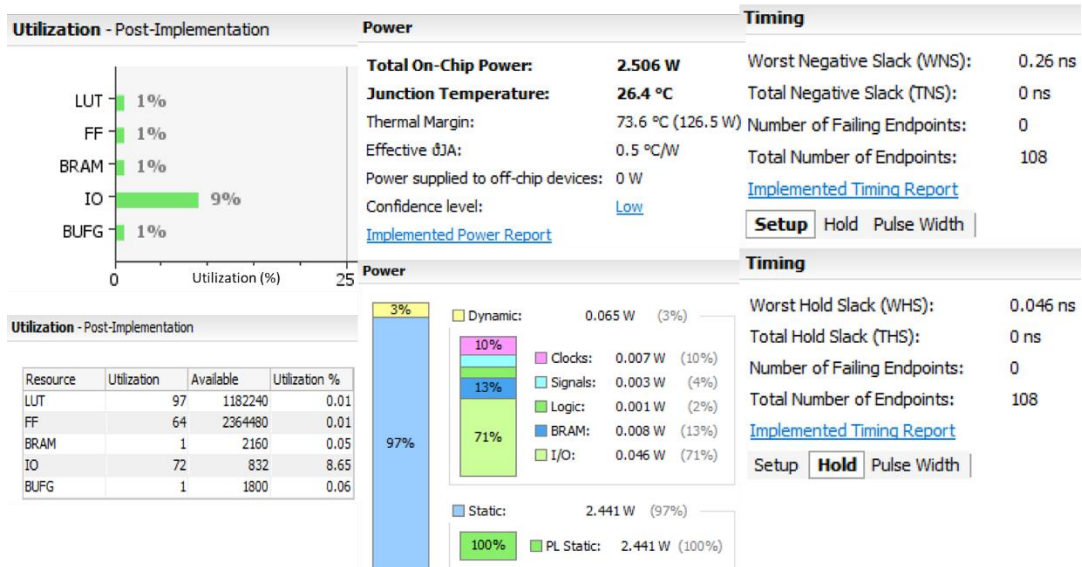 Utilization - Post-Implementation
LUT 1%
FF 1%
BRAM 1%
IO 9%
BUFG 1%
0 25
Utilization (%)
Utilization - Post-Implementation
Resource Utilization Available Utilization %
LUT 97 1182240 0.01
FF 64 2364480 0.01
BRAM 1 2160 0.05
IO 72 832 8.65
BUFG 1 1800 0.06
Power
Total On-Chip Power: 2.506 W
Junction Temperature: 26.4 °C
Thermal Margin: 73.6 °C (126.5 W)
Effective ϑJA: 0.5 °C/W
Power supplied to off-chip devices: 0 W
Confidence level: Low
Implemented Power Report
Power
3%
97%
Dynamic: 0.065 W (3%)
10%
13%
71%
Clocks: 0.007 W (10%)
Signals: 0.003 W (4%)
Logic: 0.001 W (2%)
BRAM: 0.008 W (13%)
I/O: 0.046 W (71%)
Static: 2.441 W (97%)
100%
PL Static: 2.441 W (100%)
Timing
Worst Negative Slack (WNS): 0.26 ns
Total Negative Slack (TNS): 0 ns
Number of Failing Endpoints: 0
Total Number of Endpoints: 108
Implemented Timing Report
Setup Hold Pulse Width
Timing
Worst Hold Slack (WHS): 0.046 ns
Total Hold Slack (THS): 0 ns
Number of Failing Endpoints: 0
Total Number of Endpoints: 108
Implemented Timing Report
Setup Hold Pulse Width